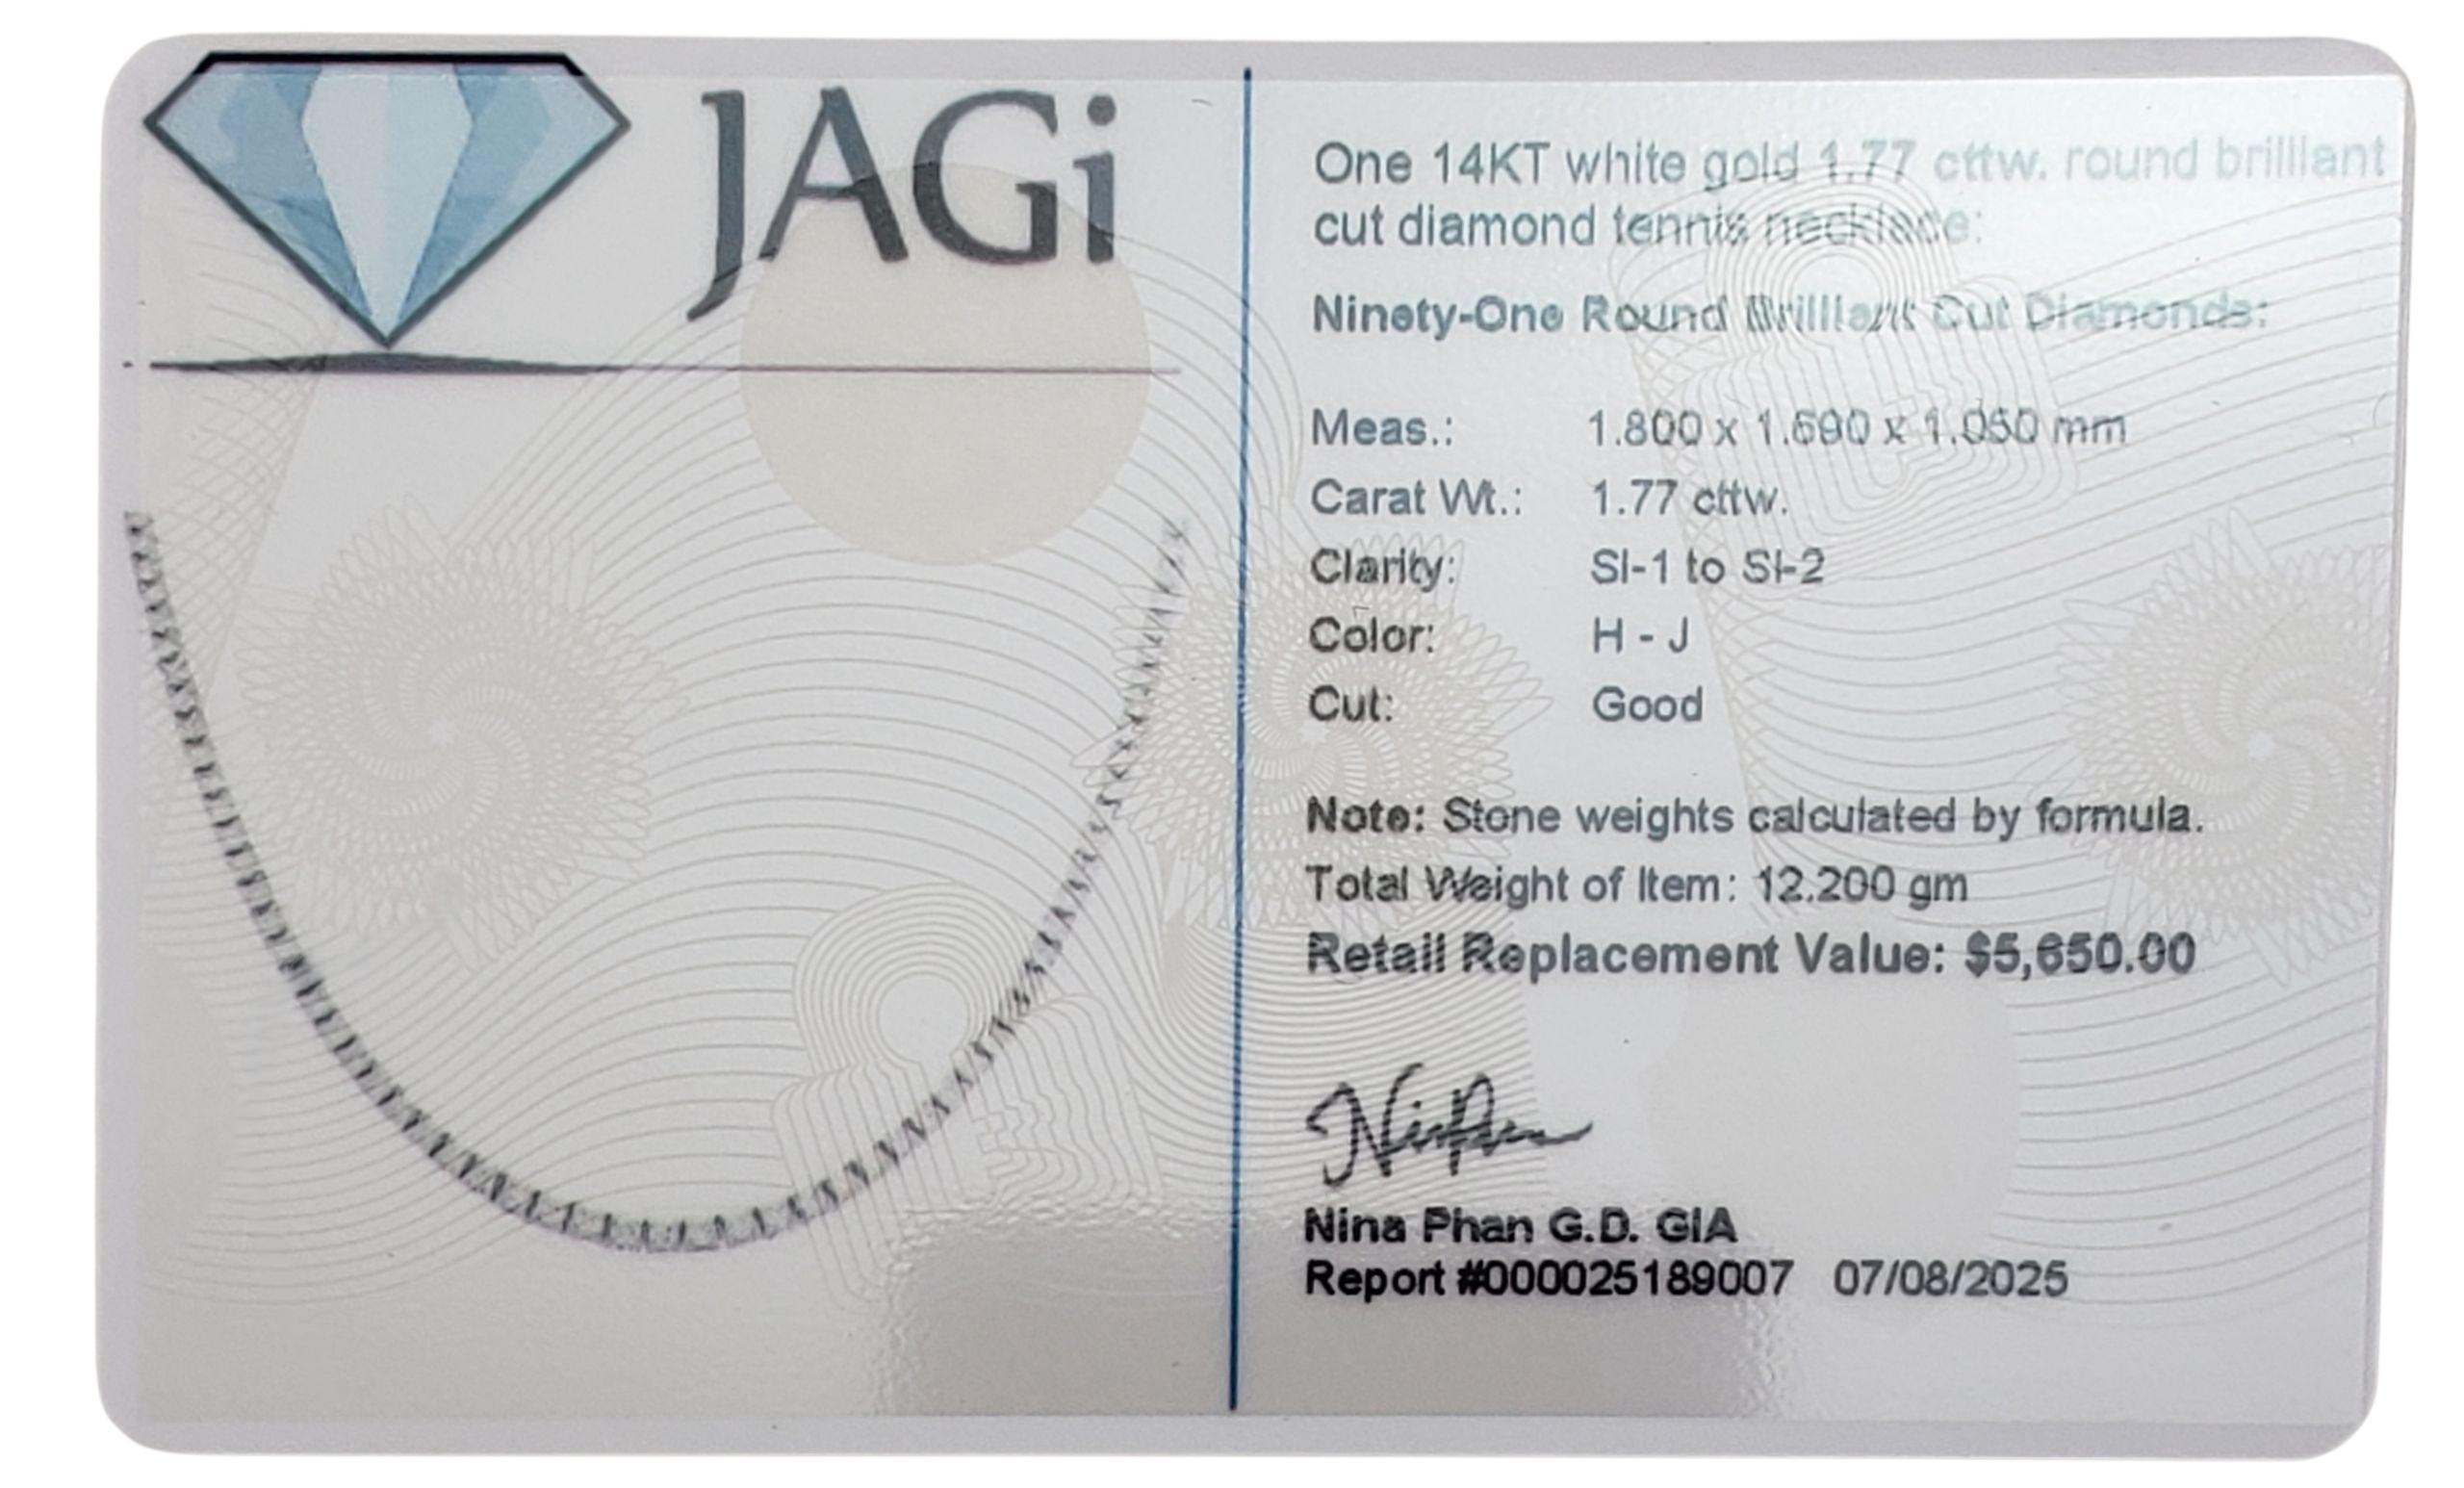 JAGi
One 14KT white gold 1.77 cttw. round brilliant
cut diamond tennis necklace:
Ninety-One Round Brilliant Cut Diamonds:
Meas.: 1.800 x 1.690 x 1.050 mm
Carat Wt.: 1.77 cttw.
Clarity: SI-1 to SI-2
Color: H - J
Cut: Good
Note: Stone weights calculated by formula.
Total Weight of Item: 12.200 gm
Retail Replacement Value: $5,650.00
Nina Phan G.D. GIA
Report #000025189007 07/08/2025